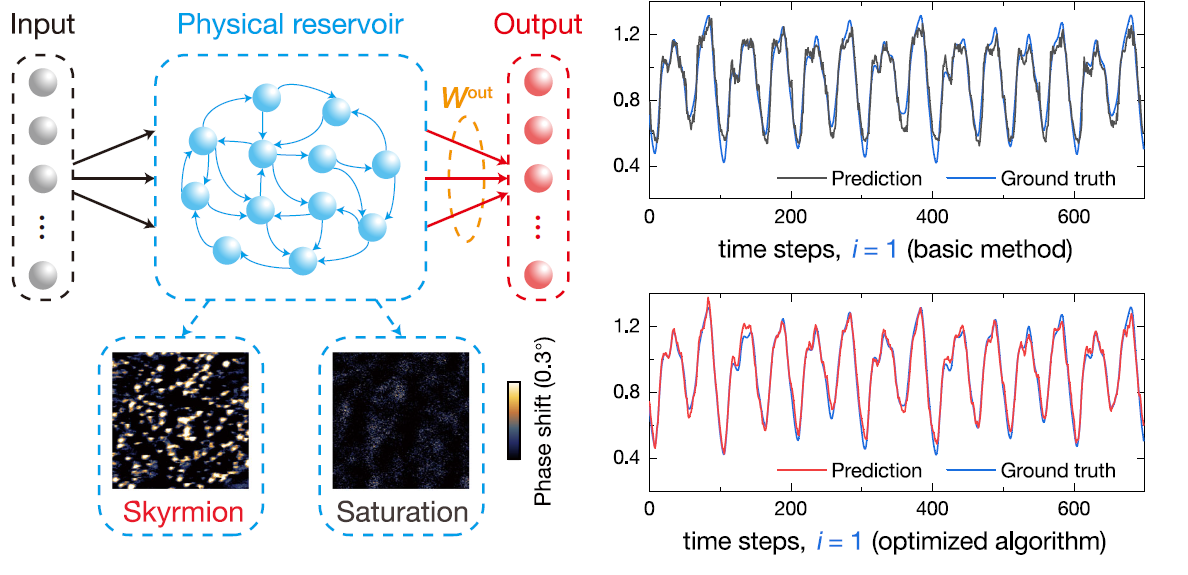 Input
Physical reservoir
Output
W^out
Skyrmion
Saturation
Phase shift (0.3°)
1.2
0.8
0.4
Prediction
Ground truth
0
200
400
600
time steps, i = 1 (basic method)
1.2
0.8
0.4
Prediction
Ground truth
0
200
400
600
time steps, i = 1 (optimized algorithm)